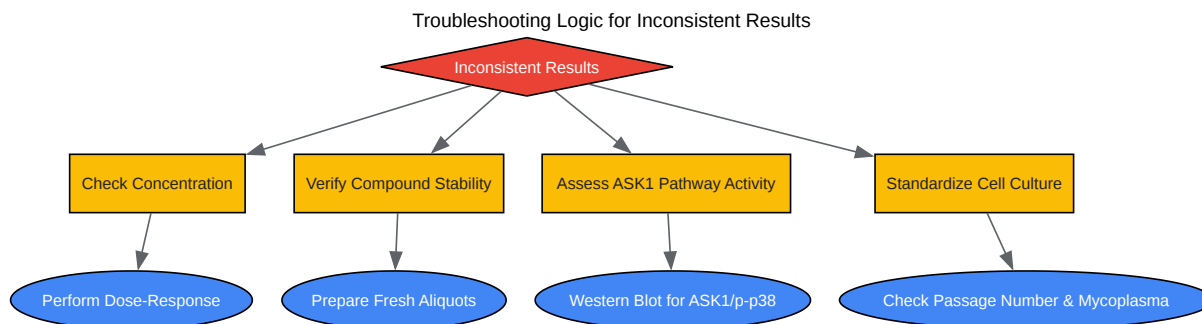 Troubleshooting Logic for Inconsistent Results
Inconsistent Results
Check Concentration
Verify Compound Stability
Assess ASK1 Pathway Activity
Standardize Cell Culture
Perform Dose-Response
Prepare Fresh Aliquots
Western Blot for ASK1/p-p38
Check Passage Number & Mycoplasma